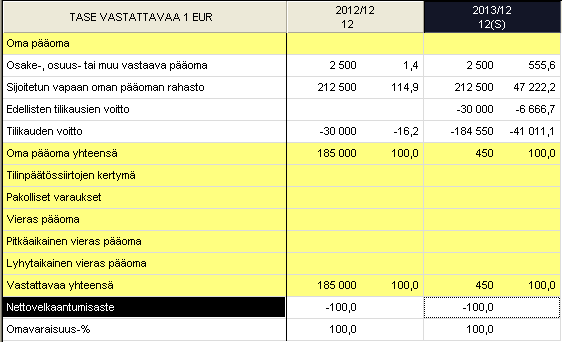 TASE VASTATTAVAA 1 EUR 2012/12 12 2013/12 12(S)
Oma pääoma
Osake-, osuus- tai muu vastaava pääoma 2 500 1,4 2 500 555,6
Sijoitetun vapaan oman pääoman rahasto 212 500 114,9 212 500 47 222,2
Edellisten tilikausien voitto -30 000 -6 666,7
Tilikauden voitto -30 000 -16,2 -184 550 -41 011,1
Oma pääoma yhteensä 185 000 100,0 450 100,0
Tilinpäätössiirtojen kertymä
Pakolliset varaukset
Vieras pääoma
Pitkäaikainen vieras pääoma
Lyhytaikainen vieras pääoma
Vastattavaa yhteensä 185 000 100,0 450 100,0
Nettovelkaantumisaste -100,0 -100,0
Omavaraisuus-% 100,0 100,0